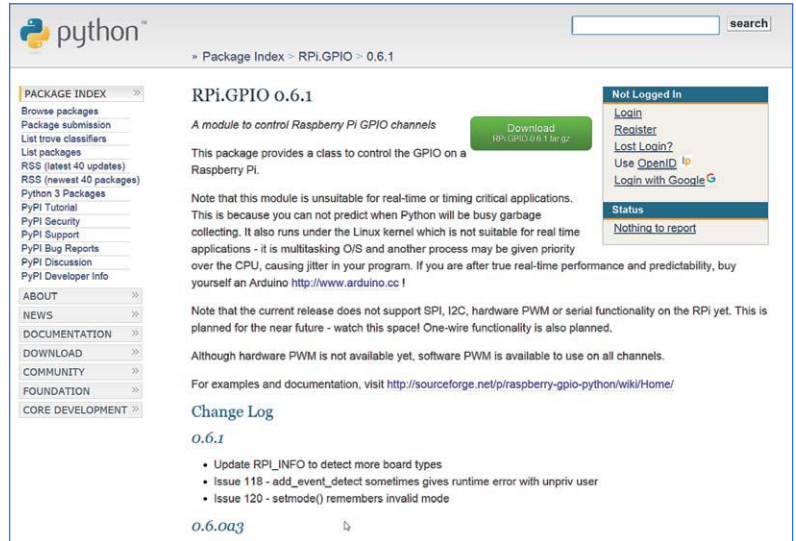 python™
search
» Package Index > RPi.GPIO > 0.6.1
PACKAGE INDEX »
Browse packages
Package submission
List trove classifiers
List packages
RSS (latest 40 updates)
RSS (newest 40 packages)
Python 3 Packages
PyPI Tutorial
PyPI Security
PyPI Support
PyPI Bug Reports
PyPI Discussion
PyPI Developer Info
ABOUT »
NEWS »
DOCUMENTATION »
DOWNLOAD »
COMMUNITY »
FOUNDATION »
CORE DEVELOPMENT »
RPi.GPIO 0.6.1
A module to control Raspberry Pi GPIO channels
Download
RPi.GPIO-0.6.1.tar.gz
This package provides a class to control the GPIO on a
Raspberry Pi.
Note that this module is unsuitable for real-time or timing critical applications.
This is because you can not predict when Python will be busy garbage
collecting. It also runs under the Linux kernel which is not suitable for real time
applications - it is multitasking O/S and another process may be given priority
over the CPU, causing jitter in your program. If you are after true real-time performance and predictability, buy
yourself an Arduino http://www.arduino.cc !
Note that the current release does not support SPI, I2C, hardware PWM or serial functionality on the RPi yet. This is
planned for the near future - watch this space! One-wire functionality is also planned.
Although hardware PWM is not available yet, software PWM is available to use on all channels.
For examples and documentation, visit http://sourceforge.net/p/raspberry-gpio-python/wiki/Home/
Change Log
0.6.1
• Update RPI_INFO to detect more board types
• Issue 118 - add_event_detect sometimes gives runtime error with unpriv user
• Issue 120 - setmode() remembers invalid mode
0.6.0a3
Not Logged In
Login
Register
Lost Login?
Use OpenID
Login with Google G
Status
Nothing to report